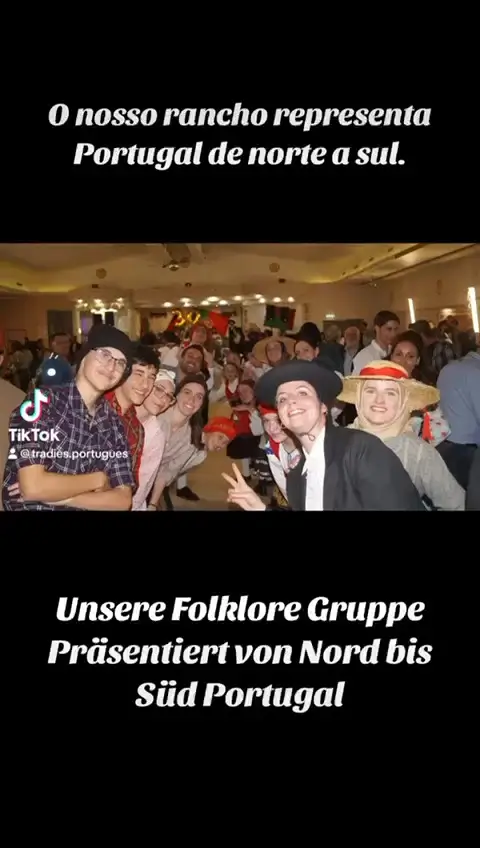 O nosso rancho representa
Portugal de norte a sul.
30
TikTok
@tradies.portugues
Unsere Folklore Gruppe
Präsentiert von Nord bis
Süd Portugal